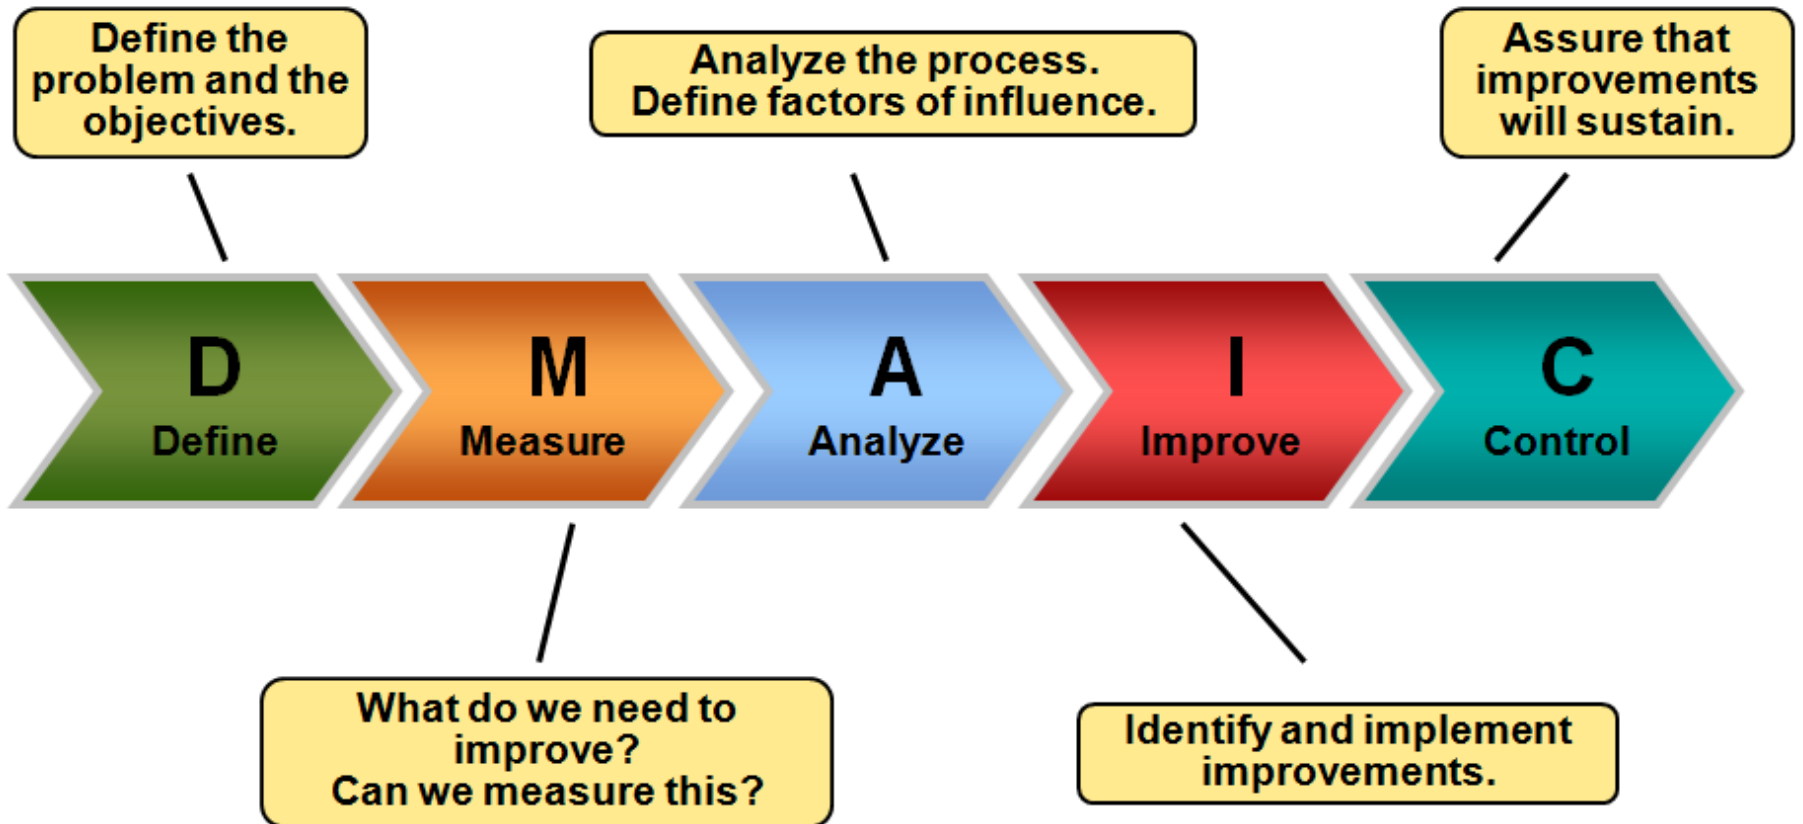 Define the
problem and the
objectives.
Analyze the process.
Define factors of influence.
Assure that
improvements
will sustain.
D
Define
M
Measure
A
Analyze
I
Improve
C
Control
What do we need to
improve?
Can we measure this?
Identify and implement
improvements.